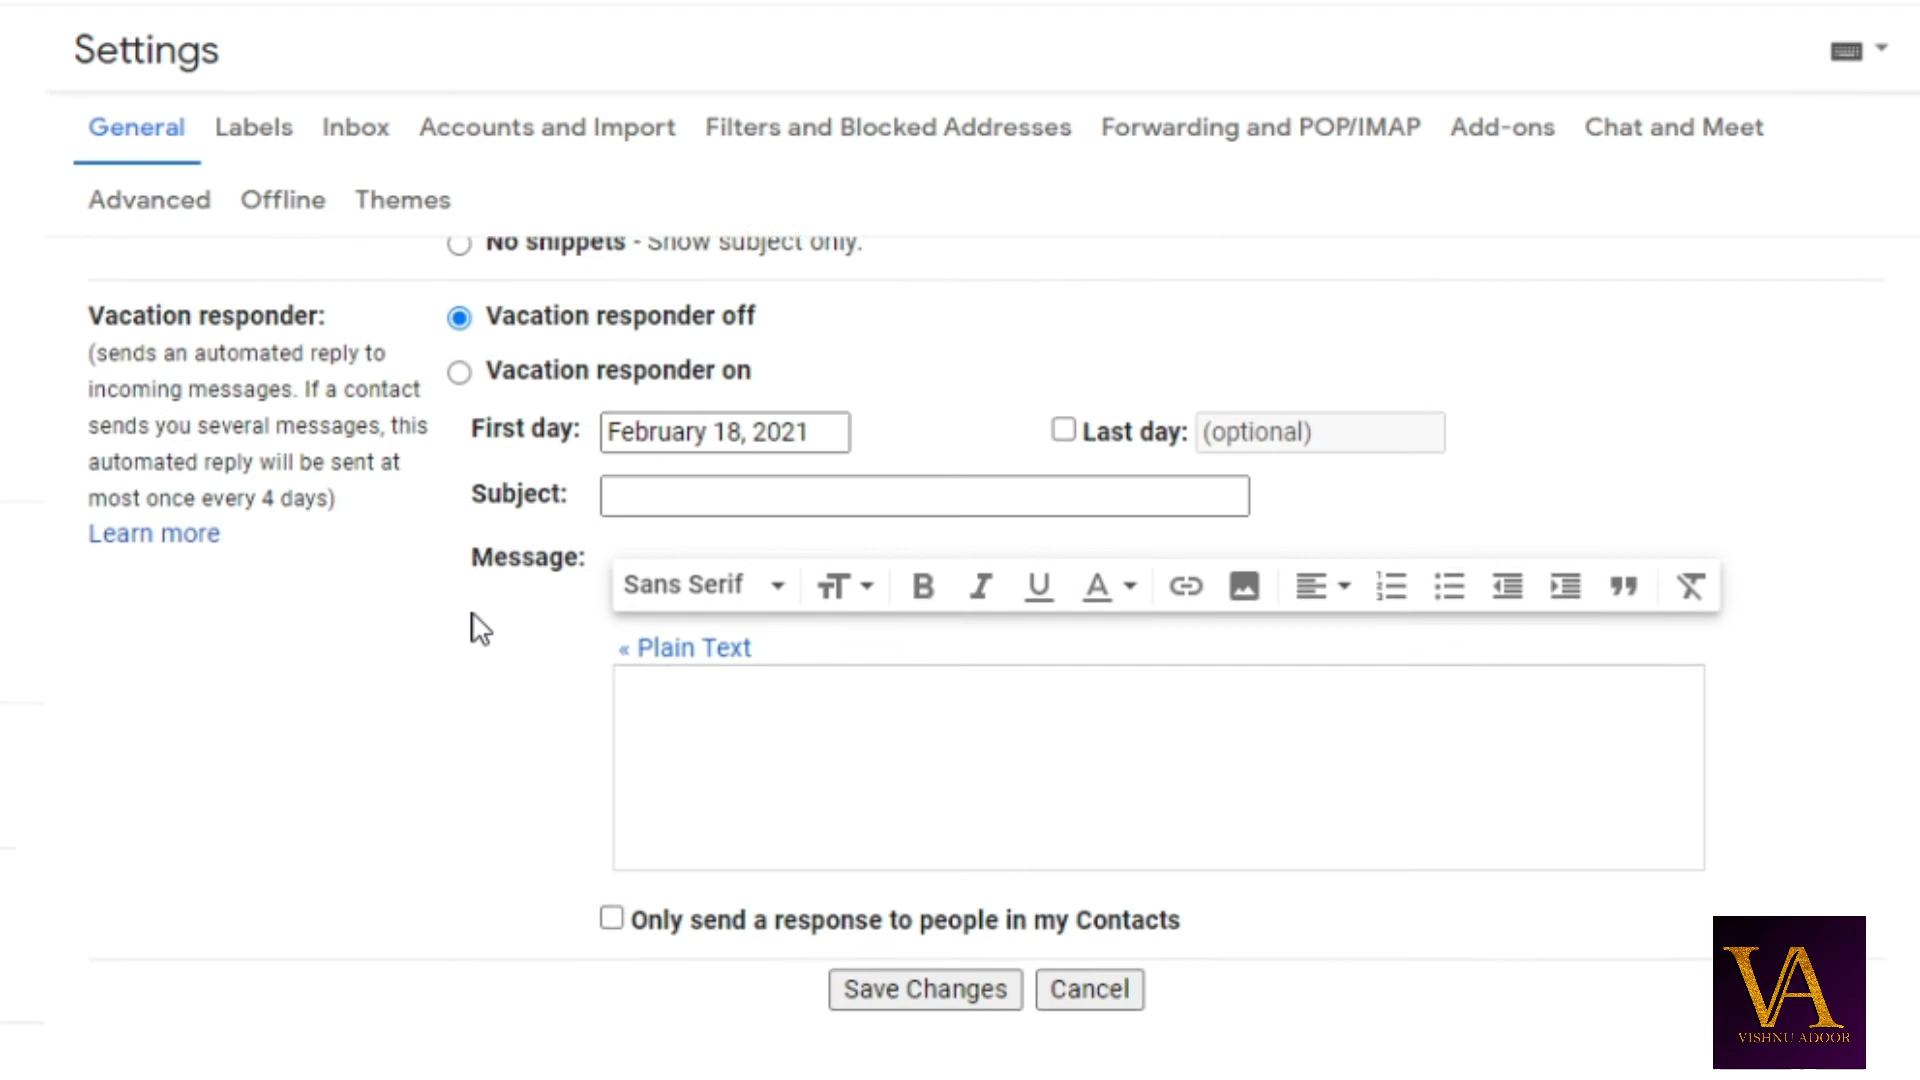 Settings
General Labels Inbox Accounts and Import Filters and Blocked Addresses Forwarding and POP/IMAP Add-ons Chat and Meet
Advanced Offline Themes
No snippets - Show subject only.
Vacation responder:
(sends an automated reply to
incoming messages. If a contact
sends you several messages, this
automated reply will be sent at
most once every 4 days)
Learn more
Vacation responder off
Vacation responder on
First day: February 18, 2021 Last day: (optional)
Subject:
Message:
Sans Serif
« Plain Text
Only send a response to people in my Contacts
Save Changes Cancel
VA
VISHNU ADOOR